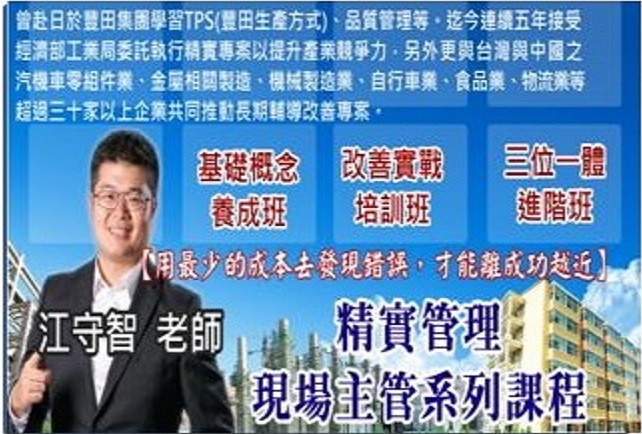 曾赴日於豐田集團學習TPS(豐田生產方式)、品質管理等。迄今連續五年接受
經濟部工業局委託執行精實專案以提升產業競爭力．另外更與台灣與中國之
汽機車零組件業、金屬相關製造、機械製造業、自行車業、食品業、物流業等
超過三十家以上企業共同推動長期輔導改善專案。
基礎概念
養成班
改善實戰
培訓班
三位一體
進階班
【用最少的成本去發現錯誤，才能離成功越近】
江守智 老師
精實管理
現場主管系列課程